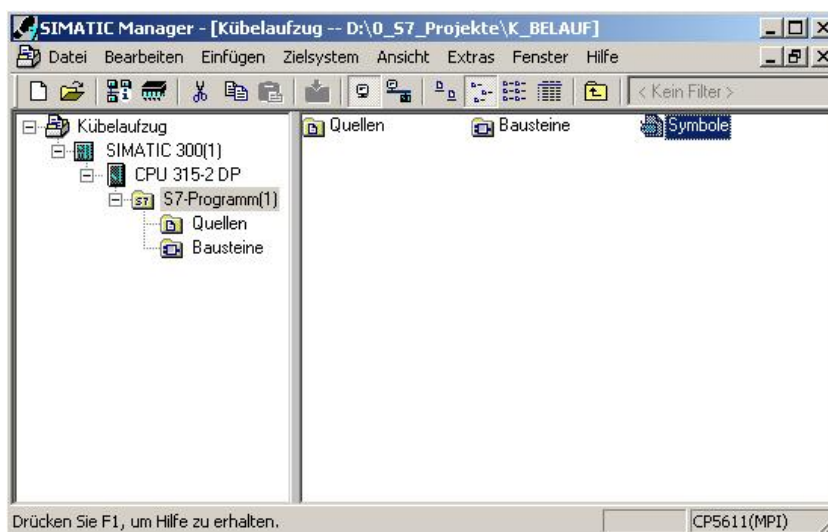 SIMATIC Manager - [Kübelaufzug -- D:\0_S7_Projekte\K_BELAUF]
Datei Bearbeiten Einfügen Zielsystem Ansicht Extras Fenster Hilfe
< Kein Filter >
Kübelaufzug
SIMATIC 300(1)
CPU 315-2 DP
S7-Programm(1)
Quellen
Bausteine
Quellen Bausteine Symbole
Drücken Sie F1, um Hilfe zu erhalten. CP5611(MPI)